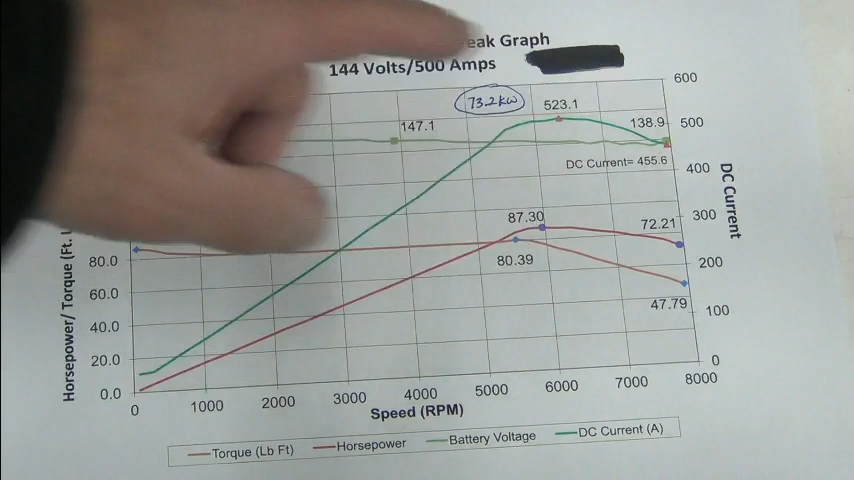 eak Graph
144 Volts/500 Amps
73.2 kW
600
523.1
147.1
138.9
500
DC Current= 455.6
400
DC Current
87.30
72.21
300
80.39
200
47.79
100
0
Horsepower/ Torque (Ft. L
80.0
60.0
40.0
20.0
0.0
0 1000 2000 3000 4000 5000 6000 7000 8000
Speed (RPM)
Torque (Lb Ft) Horsepower Battery Voltage DC Current (A)